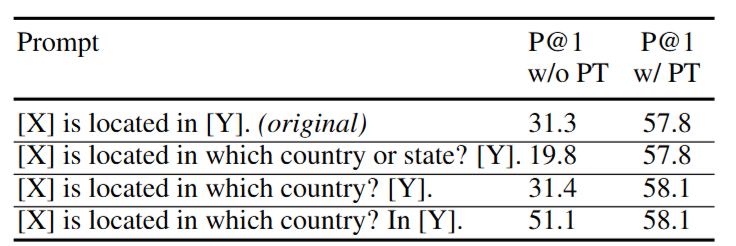 Prompt P@1 P@1
w/o PT w/ PT
[X] is located in [Y]. (original) 31.3 57.8
[X] is located in which country or state? [Y]. 19.8 57.8
[X] is located in which country? [Y]. 31.4 58.1
[X] is located in which country? In [Y]. 51.1 58.1